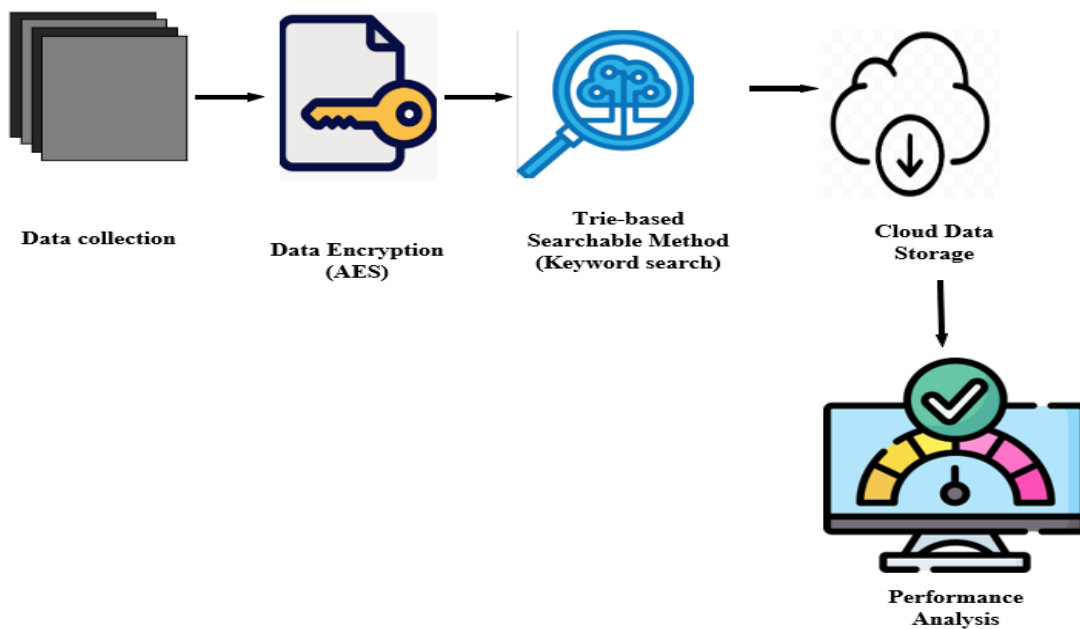 Data collection
Data Encryption
(AES)
Trie-based
Searchable Method
(Keyword search)
Cloud Data
Storage
Performance
Analysis